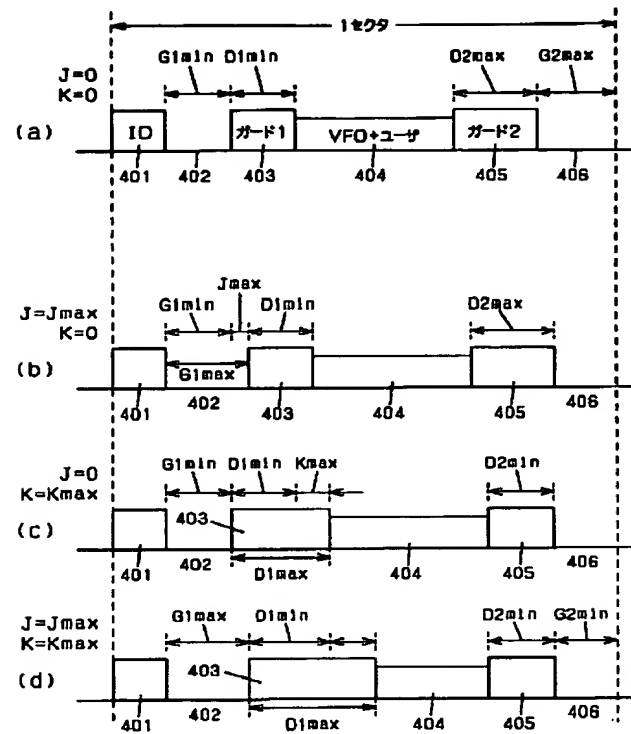 1セクタ
J=0
K=0
G1min D1min D2max G2max
(a)
ID ガード1 VFO+ユーザ ガード2
401 402 403 404 405 406
Jmax
J=Jmax
K=0
G1min D1min D2max
(b)
G1max
401 402 403 404 405 406
J=0
K=Kmax
G1min D1min Kmax D2min
(c)
403
401 402 D1max 404 405 406
J=Jmax
K=Kmax
G1max D1min D2min G2min
(d)
403
401 402 D1max 404 405 406